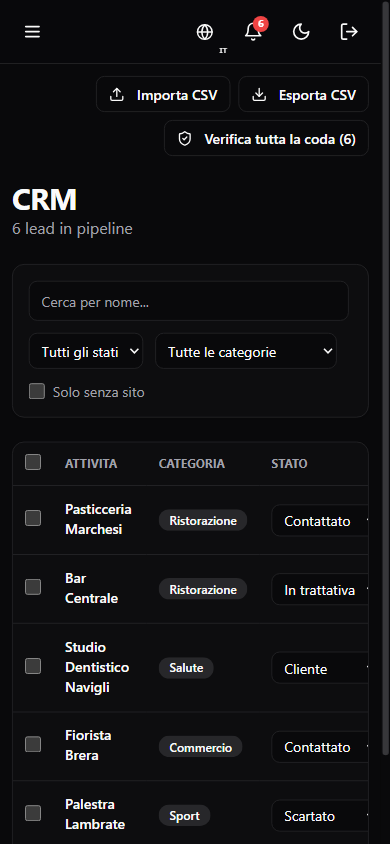 6
IT
Importa CSV
Esporta CSV
Verifica tutta la coda (6)
CRM
6 lead in pipeline
Cerca per nome...
Tutti gli stati
Tutte le categorie
Solo senza sito
ATTIVITA CATEGORIA STATO
Pasticceria
Marchesi
Ristorazione
Contattato
Bar
Centrale
Ristorazione
In trattativa
Studio
Dentistico
Navigli
Salute
Cliente
Fiorista
Brera
Commercio
Contattato
Palestra
Lambrate
Sport
Scartato